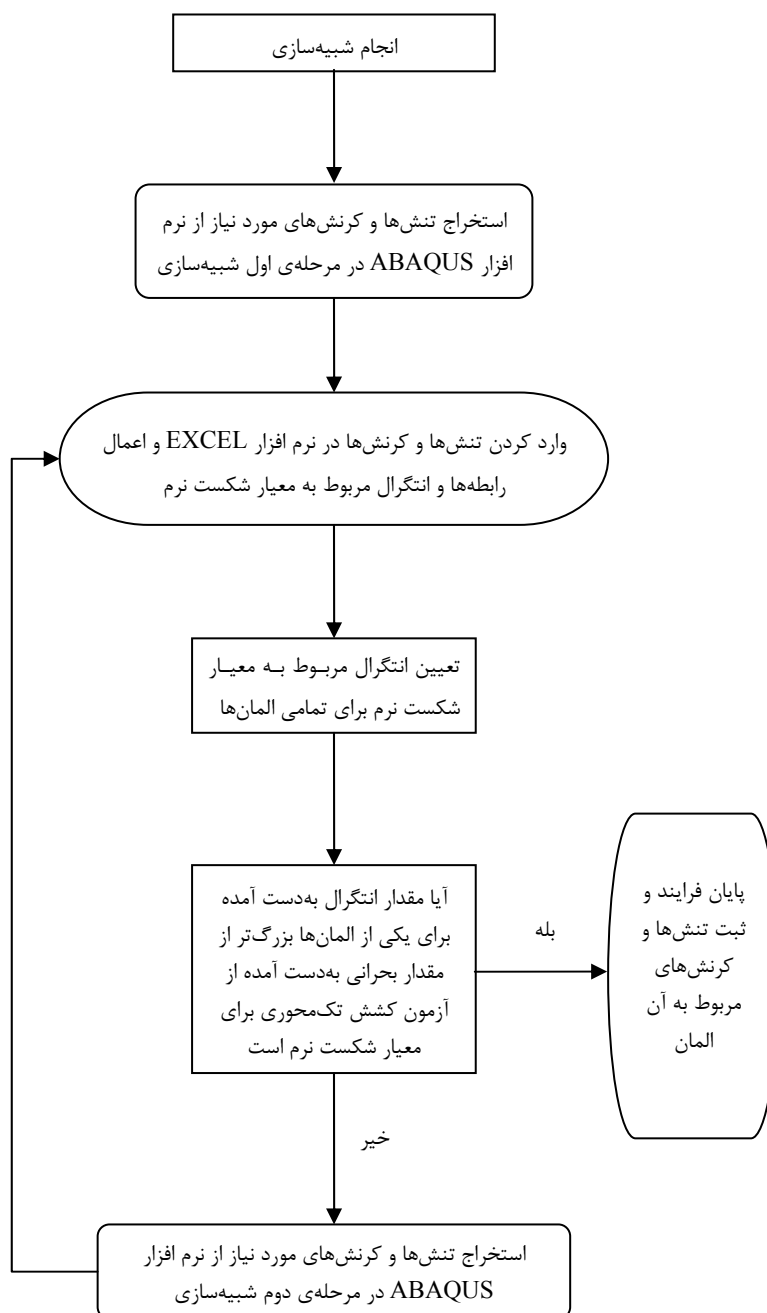 انجام شبیه‌سازی
استخراج تنش‌ها و کرنش‌های مورد نیاز از نرم
افزار ABAQUS در مرحله‌ی اول شبیه‌سازی
وارد کردن تنش‌ها و کرنش‌ها در نرم افزار EXCEL و اعمال
رابطه‌ها و انتگرال مربوط به معیار شکست نرم
تعیین انتگرال مربوط به معیار
شکست نرم برای تمامی المان‌ها
آیا مقدار انتگرال به‌دست آمده
برای یکی از المان‌ها بزرگ‌تر از
مقدار بحرانی به‌دست آمده از
آزمون کشش تک‌محوری برای
معیار شکست نرم است
بله
پایان فرایند و
ثبت تنش‌ها و
کرنش‌های
مربوط به آن
المان
خیر
استخراج تنش‌ها و کرنش‌های مورد نیاز از نرم افزار
ABAQUS در مرحله‌ی دوم شبیه‌سازی